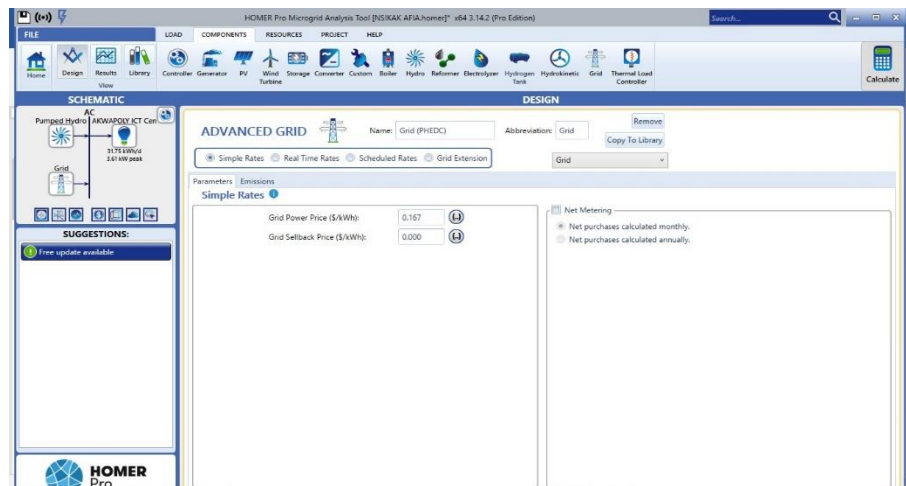 HOMER Pro Microgrid Analysis Tool [NSIKAK AFIA.homer]* x64 3.14.2 (Pro Edition)
Search...
FILE
LOAD COMPONENTS RESOURCES PROJECT HELP
Home Design Results Library Controller Generator PV Wind Turbine Storage Converter Custom Boiler Hydro Reformer Electrolyzer Hydrogen Tank Hydrokinetic Grid Thermal Load Controller
View
Calculate
SCHEMATIC
DESIGN
AC
Pumped Hydro AKWAPOLY ICT Cen
31.75 kWh/d
3.61 kW peak
Grid
SUGGESTIONS:
Free update available
HOMER
Pro
ADVANCED GRID Name: Grid (PHEDC) Abbreviation: Grid
Remove
Copy To Library
Simple Rates Real Time Rates Scheduled Rates Grid Extension
Grid
Parameters Emissions
Simple Rates
Grid Power Price ($/kWh): 0.167 {..}
Grid Sellback Price ($/kWh): 0.000 {..}
Net Metering
Net purchases calculated monthly.
Net purchases calculated annually.